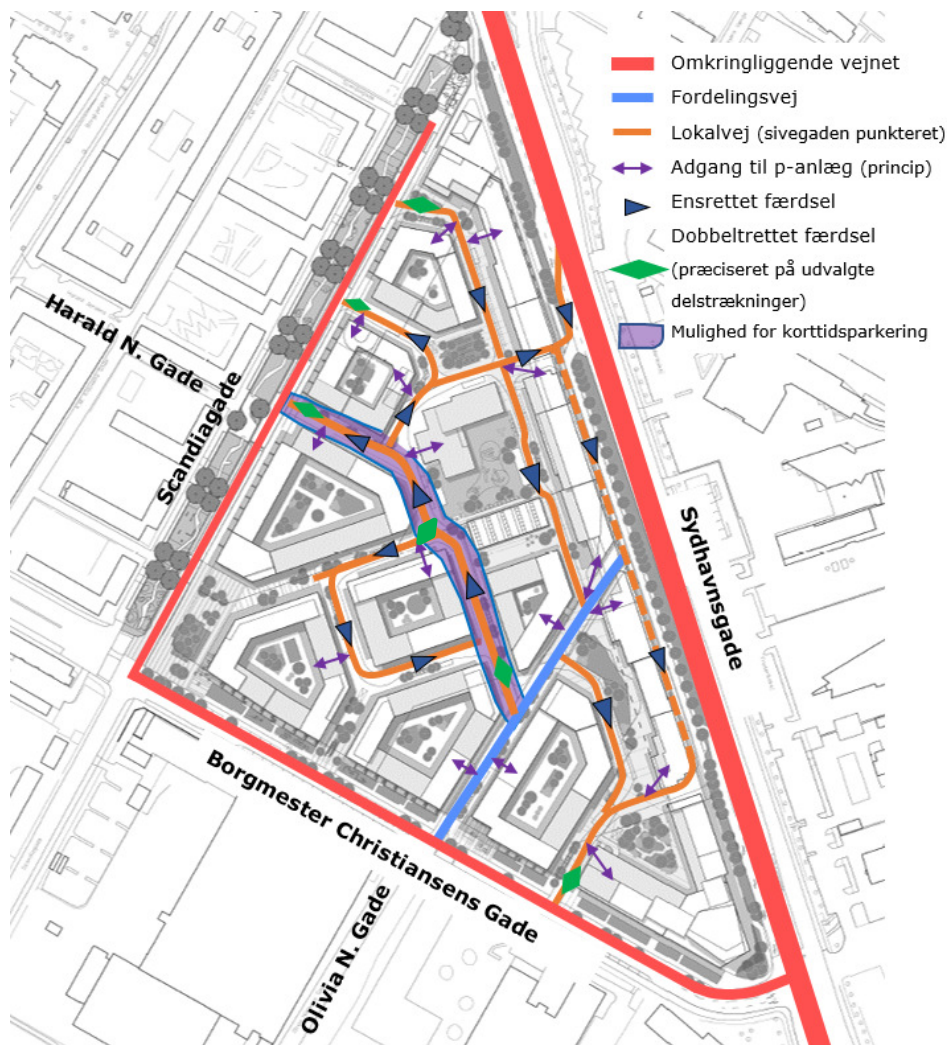 Omkringliggende vejnet
Fordelingsvej
Lokalvej (sivegaden punkteret)
Adgang til p-anlæg (princip)
Ensrettet færdsel
Dobbeltrettet færdsel
(præciseret på udvalgte
delstrækninger)
Mulighed for korttidsparkering
Harald N. Gade
Scandiagade
Sydhavnsgade
Borgmester Christiansens Gade
Olivia N. Gade